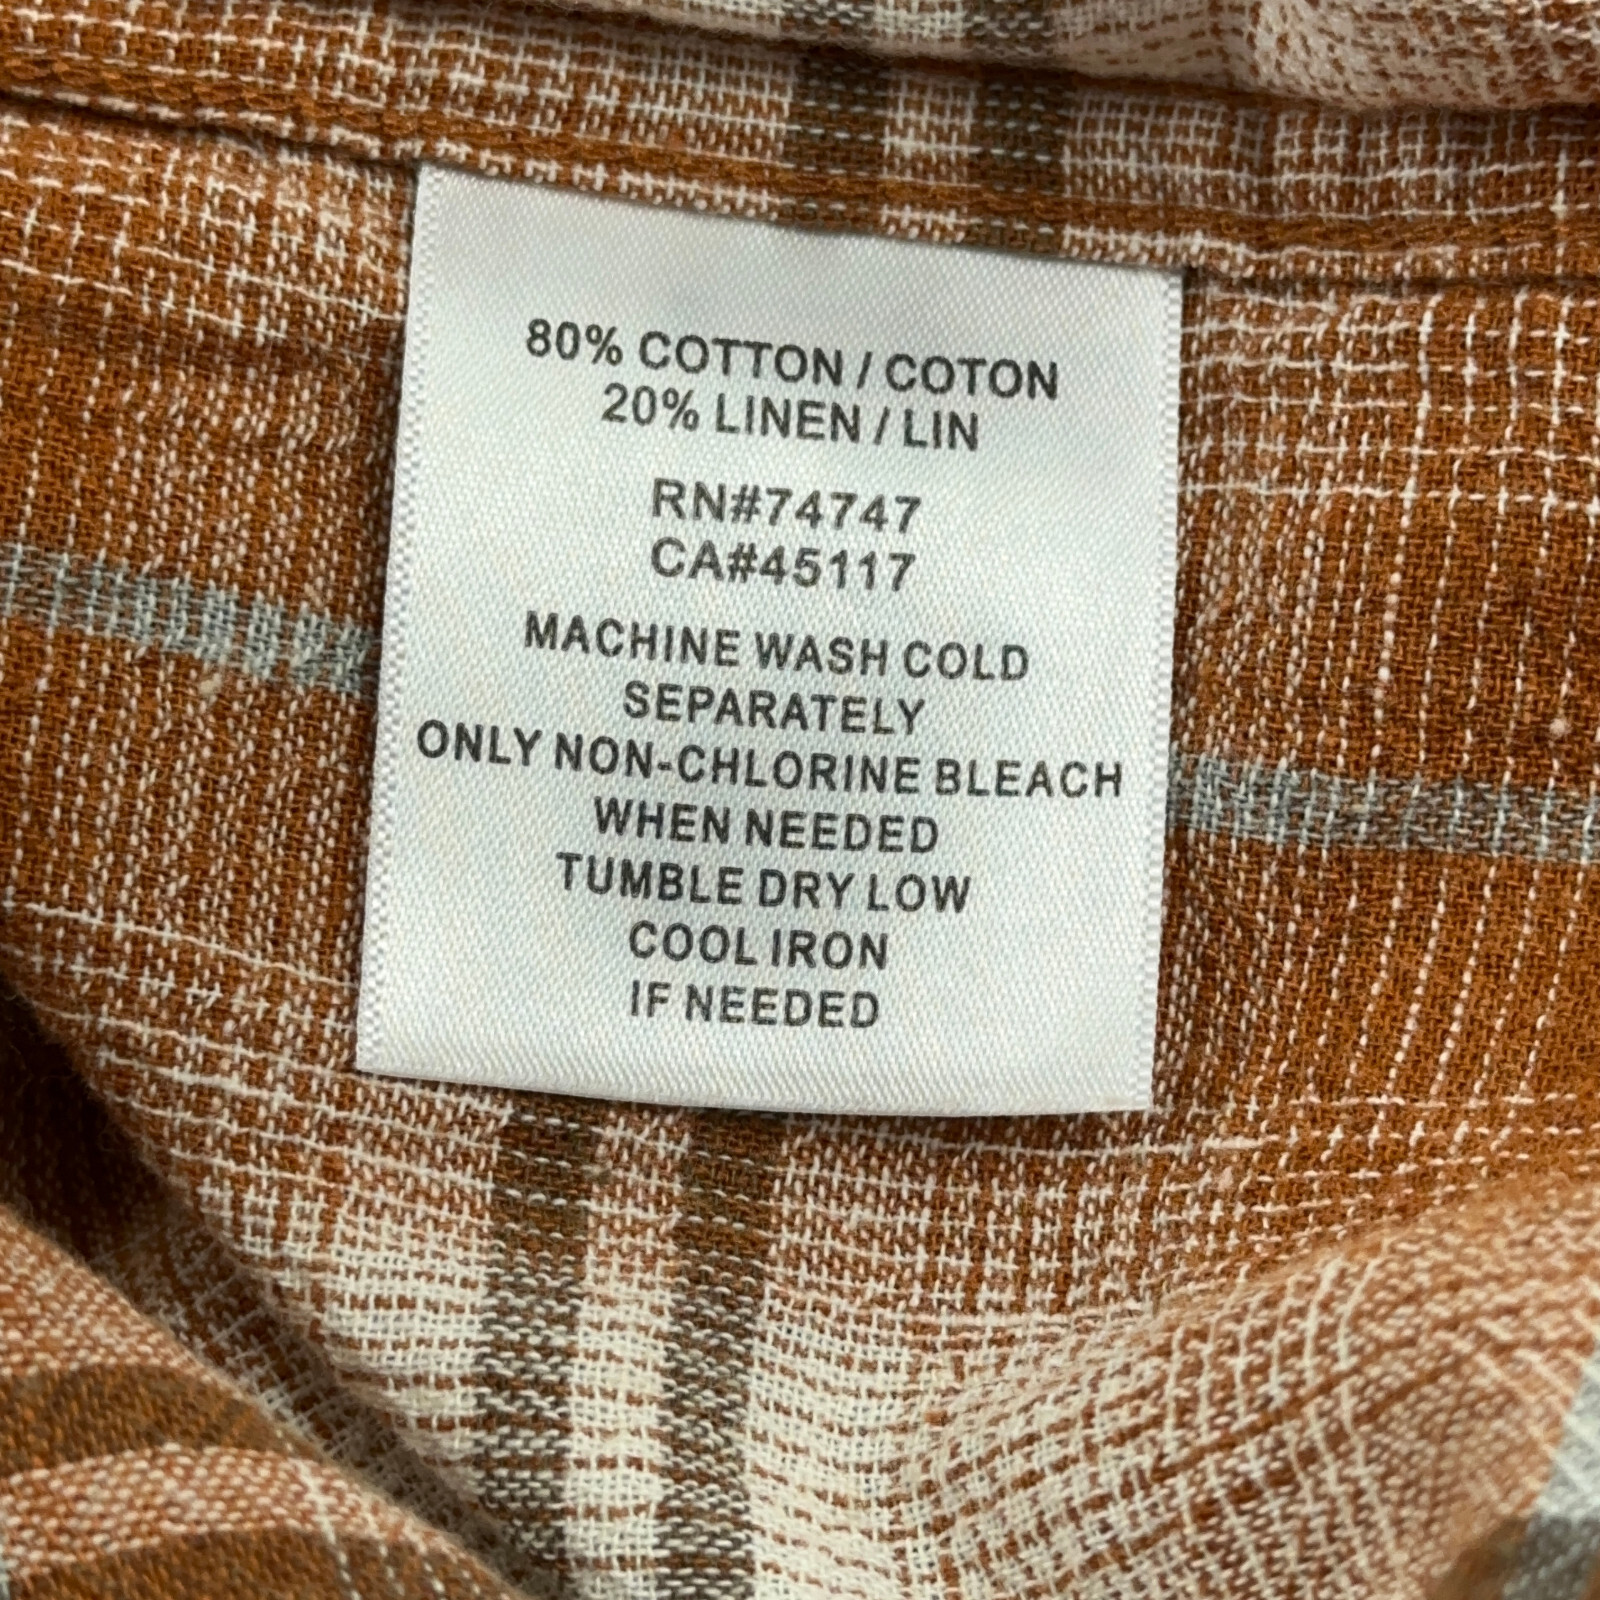 80% COTTON / COTON
20% LINEN / LIN
RN#74747
CA#45117
MACHINE WASH COLD
SEPARATELY
ONLY NON-CHLORINE BLEACH
WHEN NEEDED
TUMBLE DRY LOW
COOL IRON
IF NEEDED